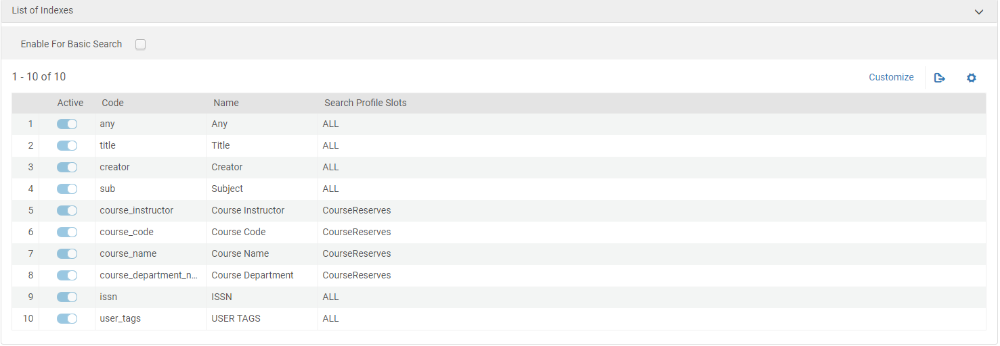 List of Indexes
Enable For Basic Search
1 - 10 of 10 Customize
Active Code Name Search Profile Slots
1 any Any ALL
2 title Title ALL
3 creator Creator ALL
4 sub Subject ALL
5 course_instructor Course Instructor CourseReserves
6 course_code Course Code CourseReserves
7 course_name Course Name CourseReserves
8 course_department_n... Course Department CourseReserves
9 issn ISSN ALL
10 user_tags USER TAGS ALL